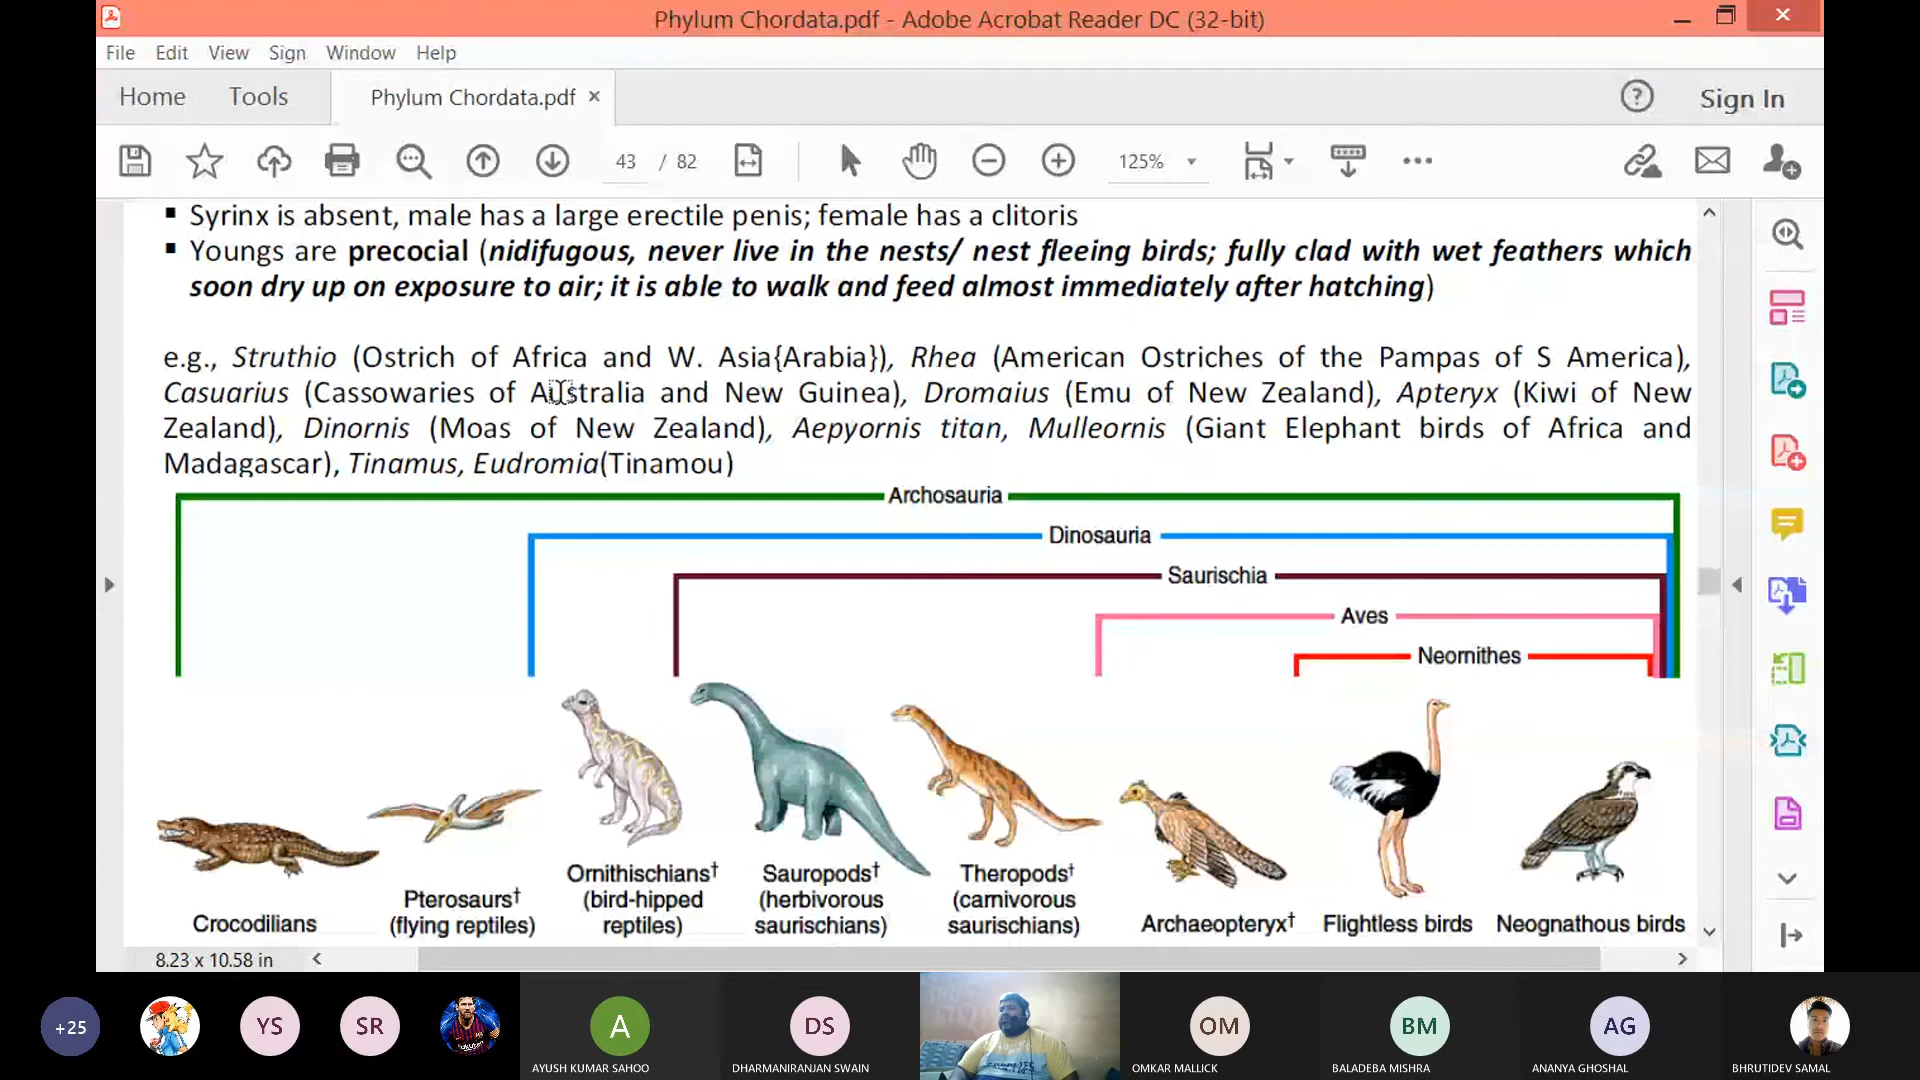 Phylum Chordata.pdf - Adobe Acrobat Reader DC (32-bit)
File Edit View Sign Window Help
Home Tools Phylum Chordata.pdf × ? Sign In
43 / 82 125%
▪ Syrinx is absent, male has a large erectile penis; female has a clitoris
▪ Youngs are precocial (nidifugous, never live in the nests/ nest fleeing birds; fully clad with wet feathers which
soon dry up on exposure to air; it is able to walk and feed almost immediately after hatching)
e.g., Struthio (Ostrich of Africa and W. Asia{Arabia}), Rhea (American Ostriches of the Pampas of S America),
Casuarius (Cassowaries of Australia and New Guinea), Dromaius (Emu of New Zealand), Apteryx (Kiwi of New
Zealand), Dinornis (Moas of New Zealand), Aepyornis titan, Mulleornis (Giant Elephant birds of Africa and
Madagascar), Tinamus, Eudromia(Tinamou)
Archosauria
Dinosauria
Saurischia
Aves
Neornithes
Crocodilians
Pterosaurs†
(flying reptiles)
Ornithischians†
(bird-hipped
reptiles)
Sauropods†
(herbivorous
saurischians)
Theropods†
(carnivorous
saurischians)
Archaeopteryx†
Flightless birds
Neognathous birds
8.23 x 10.58 in
+25 YS SR A DS OM BM AG
AYUSH KUMAR SAHOO DHARMANIRANJAN SWAIN OMKAR MALLICK BALADEBA MISHRA ANANYA GHOSHAL BHRUTIDEV SAMAL